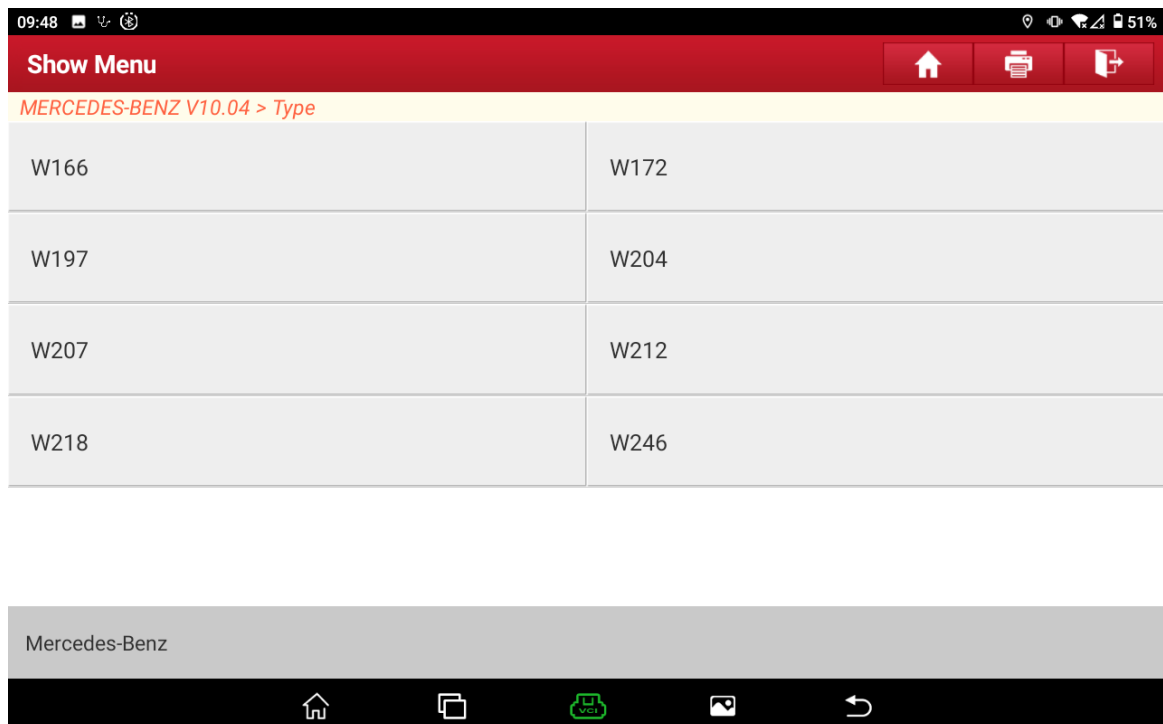 09:48 51%
Show Menu
MERCEDES-BENZ V10.04 > Type
W166 W172
W197 W204
W207 W212
W218 W246
Mercedes-Benz
VCI